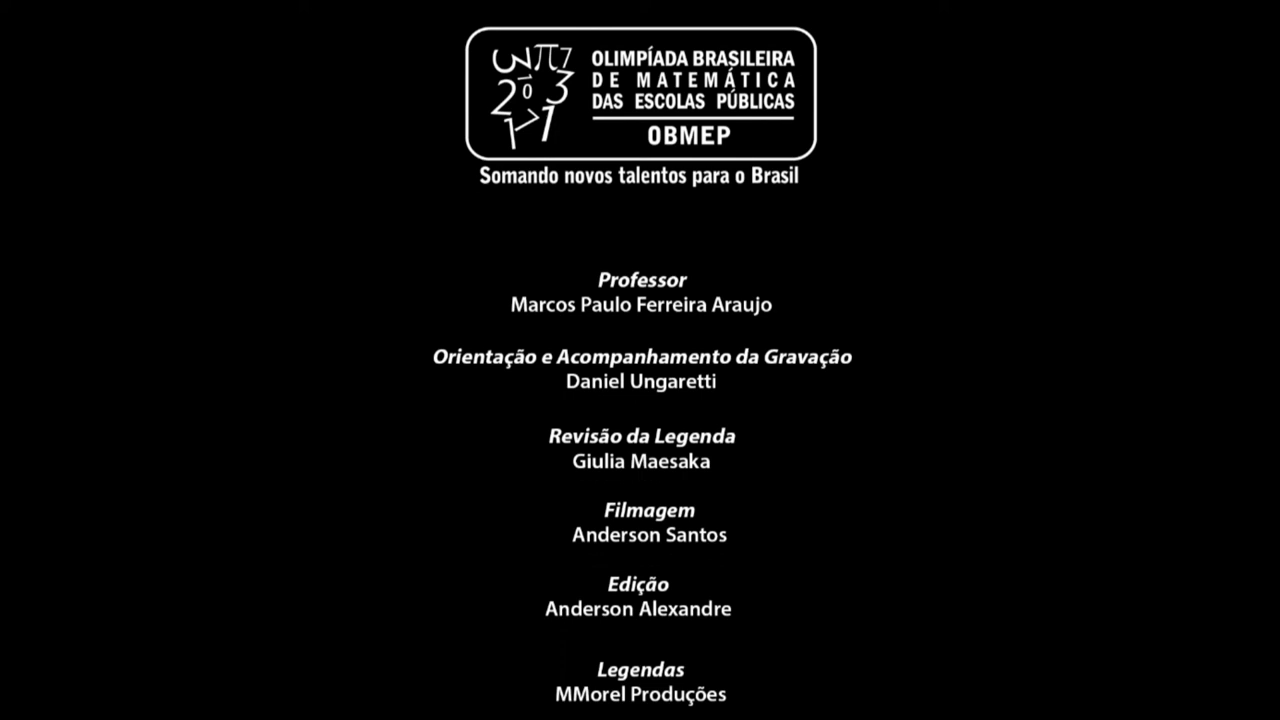 OLIMPÍADA BRASILEIRA
DE MATEMÁTICA
DAS ESCOLAS PÚBLICAS
OBMEP
Somando novos talentos para o Brasil
Professor
Marcos Paulo Ferreira Araujo
Orientação e Acompanhamento da Gravação
Daniel Ungaretti
Revisão da Legenda
Giulia Maesaka
Filmagem
Anderson Santos
Edição
Anderson Alexandre
Legendas
MMorel Produções